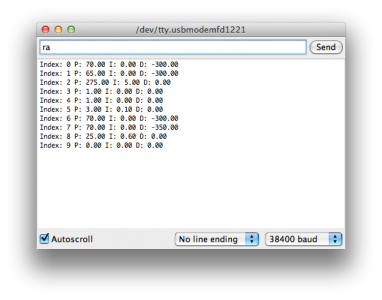 /dev/tty.usbmodemfd1221
ra
Send
Index: 0 P: 70.00 I: 0.00 D: -300.00
Index: 1 P: 65.00 I: 0.00 D: -300.00
Index: 2 P: 275.00 I: 5.00 D: 0.00
Index: 3 P: 1.00 I: 0.00 D: 0.00
Index: 4 P: 1.00 I: 0.00 D: 0.00
Index: 5 P: 3.00 I: 0.10 D: 0.00
Index: 6 P: 70.00 I: 0.00 D: -300.00
Index: 7 P: 70.00 I: 0.00 D: -350.00
Index: 8 P: 25.00 I: 0.60 D: 0.00
Index: 9 P: 0.00 I: 0.00 D: 0.00
Autoscroll
No line ending
38400 baud